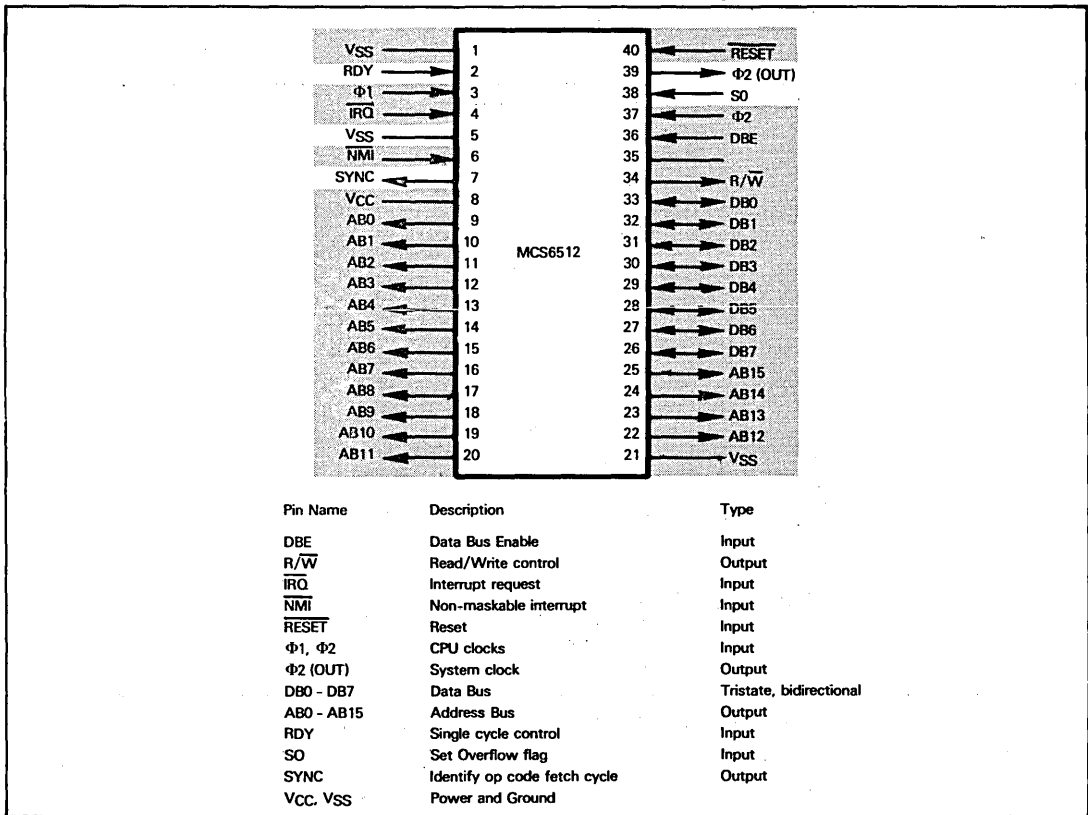 VSS 1 40 RESET
RDY 2 39 Φ2 (OUT)
Φ1 3 38 SO
IRQ 4 37 Φ2
VSS 5 36 DBE
NMI 6 35
SYNC 7 34 R/W
VCC 8 33 DB0
AB0 9 32 DB1
AB1 10 31 DB2
MCS6512
AB2 11 30 DB3
AB3 12 29 DB4
AB4 13 28 DB5
AB5 14 27 DB6
AB6 15 26 DB7
AB7 16 25 AB15
AB8 17 24 AB14
AB9 18 23 AB13
AB10 19 22 AB12
AB11 20 21 VSS
Pin Name Description Type
DBE Data Bus Enable Input
R/W̅ Read/Write control Output
I̅R̅Q̅ Interrupt request Input
N̅M̅I̅ Non-maskable interrupt Input
R̅E̅S̅E̅T̅ Reset Input
Φ1, Φ2 CPU clocks Input
Φ2 (OUT) System clock Output
DB0 - DB7 Data Bus Tristate, bidirectional
AB0 - AB15 Address Bus Output
RDY Single cycle control Input
SO Set Overflow flag Input
SYNC Identify op code fetch cycle Output
VCC, VSS Power and Ground